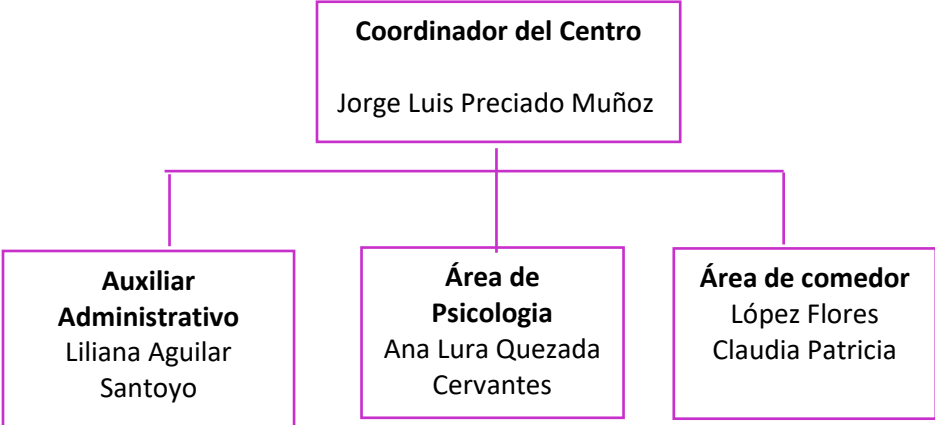 Coordinador del Centro
Jorge Luis Preciado Muñoz
Auxiliar
Administrativo
Liliana Aguilar
Santoyo
Área de
Psicologia
Ana Lura Quezada
Cervantes
Área de comedor
López Flores
Claudia Patricia